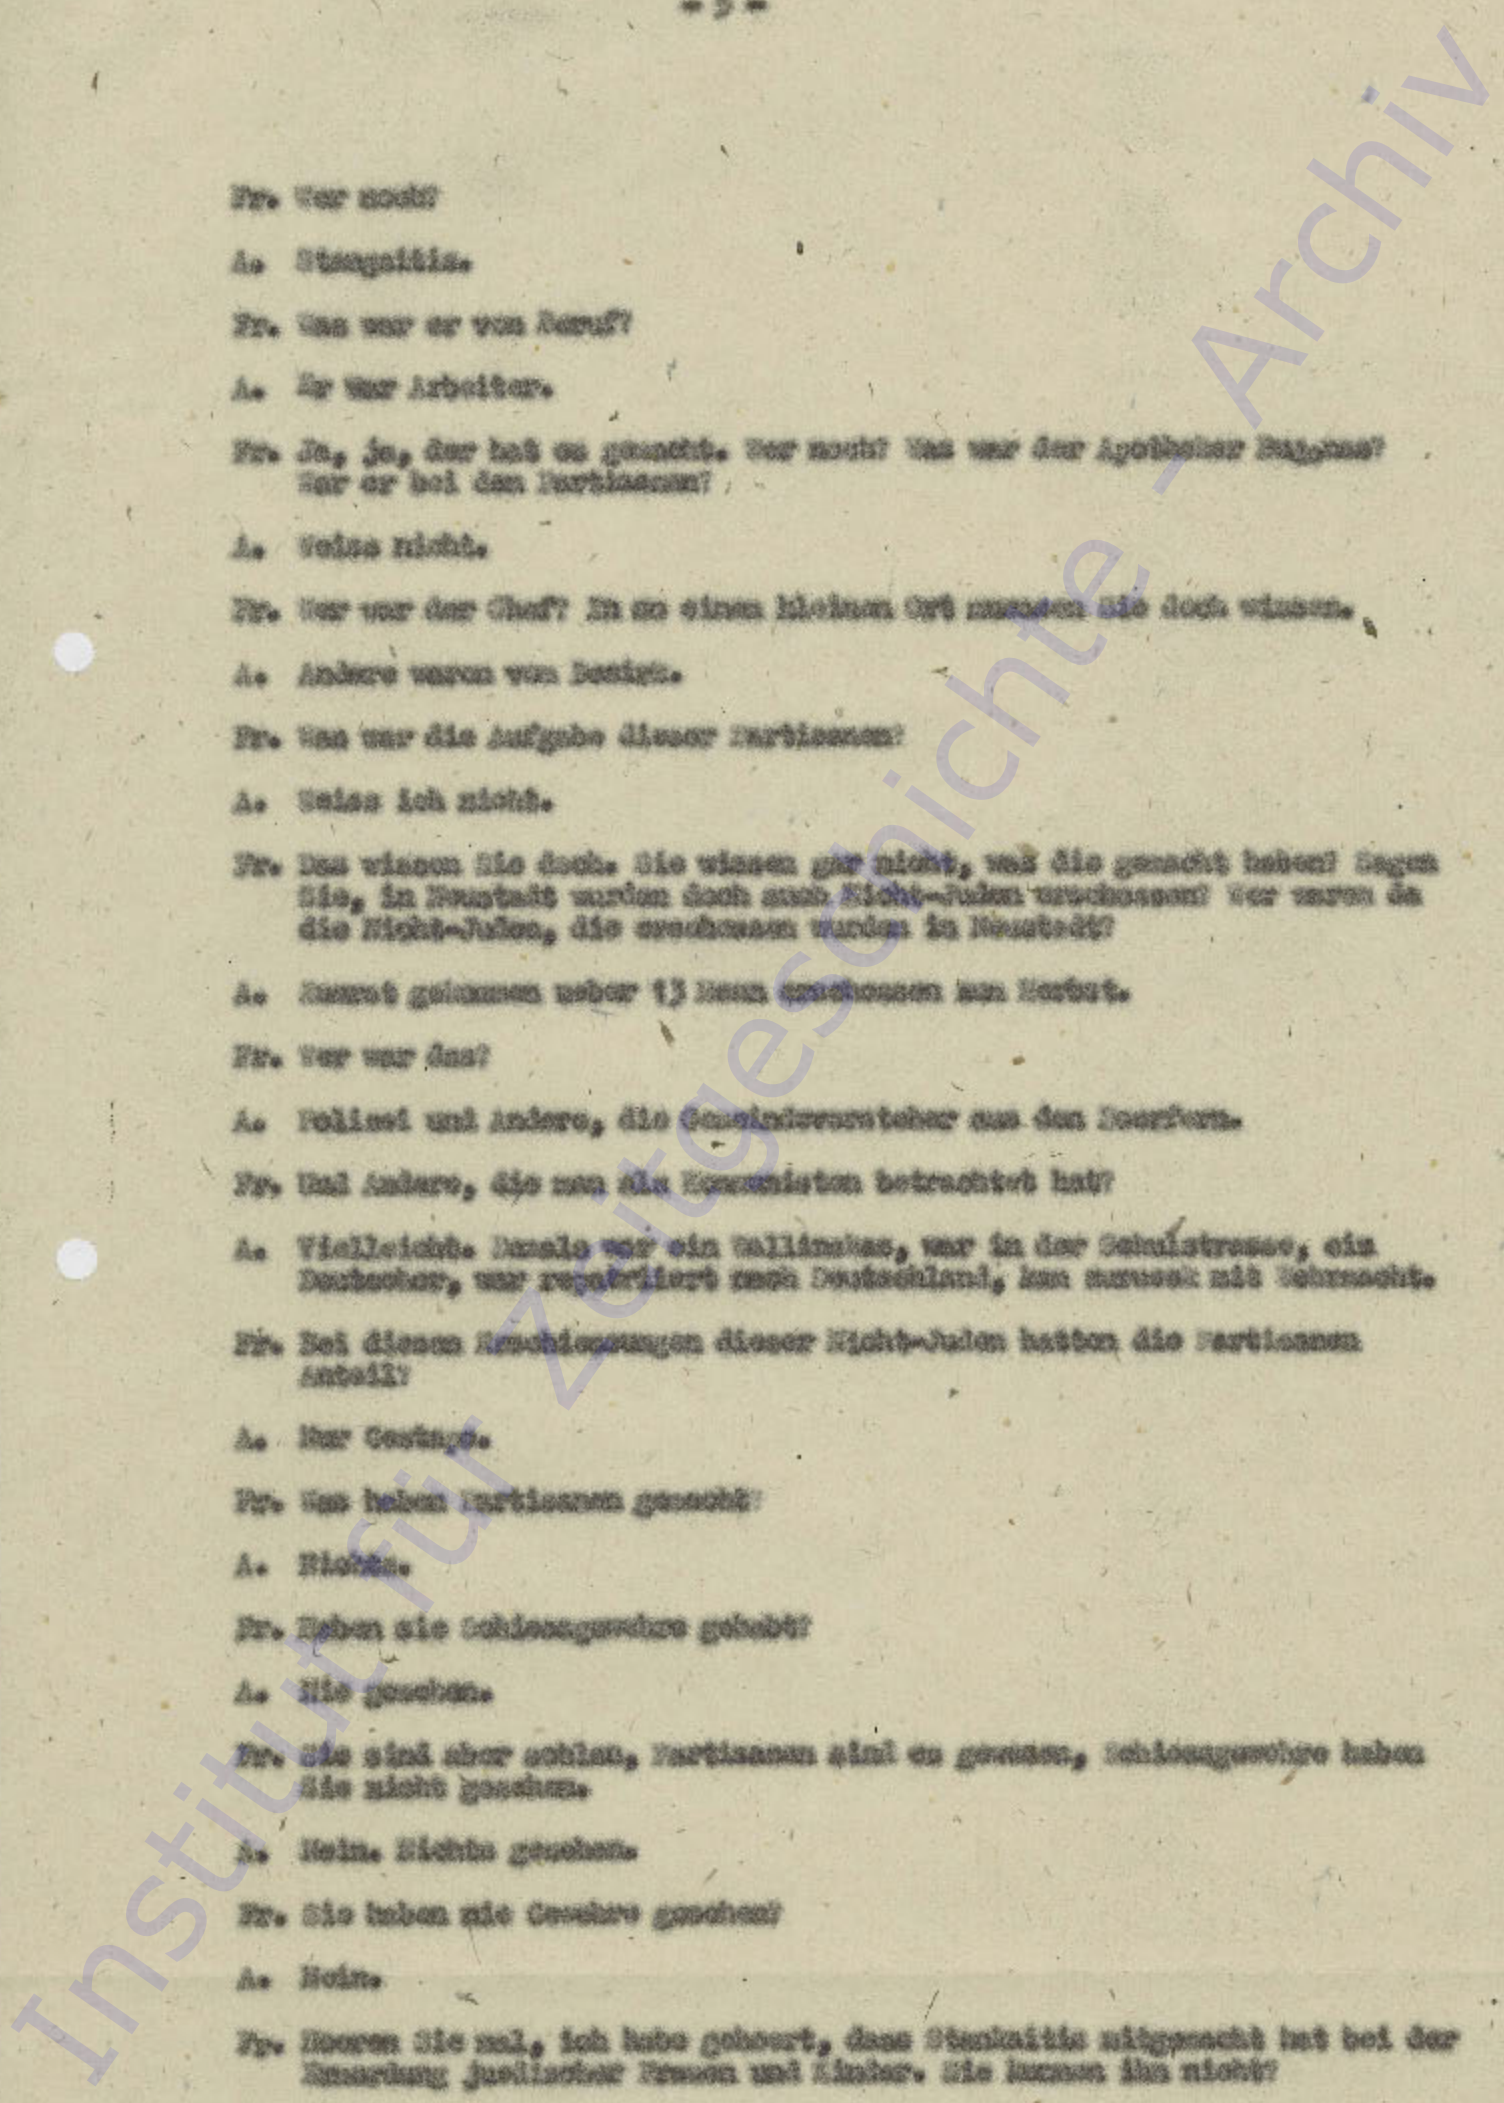 Fr. Wer noch?
A. Stangaitis.
Fr. Was war er von Beruf?
A. Er war Arbeiter.
Fr. Ja, ja, der hat es gemacht. Wer noch? Was war der Apotheker
War er bei den Partisanen?
A. Weiss nicht.
Fr. Wer war der Chef? In so einem kleinen Ort muessen Sie doch wissen.
A. Andere waren vom Bezirk.
Fr. Was war die Aufgabe dieser Partisanen?
A. Weiss ich nicht.
Fr. Das wissen Sie doch. Sie wissen gar nicht, was die gemacht haben? Sagen
Sie, in Neustadt wurden doch auch Nicht-Juden erschossen? Wer waren da
die Nicht-Juden, die erschossen wurden in Neustadt?
A. Zuerst gekommen ueber 13 Mann erschossen zum Herbst.
Fr. Wer war das?
A. Polizei und Andere, die Gemeindevorsteher aus den Doerfern.
Fr. Und Andere, die man als Kommunisten betrachtet hat?
A. Vielleicht. Damals war ein war in der Schulstrasse, ein
Deutscher, war repatriiert nach Deutschland, kam zurueck mit Wehrmacht.
Fr. Bei diesen Erschiessungen dieser Nicht-Juden hatten die Partisanen
Anteil?
A. Nur Gestapo.
Fr. Was haben Partisanen gemacht?
A. Nichts.
Fr. Haben sie Schiessgewehre gehabt?
A. Nie gesehen.
Fr. Sie sind aber schlau, Partisanen sind es gewesen, Schiessgewehre haben
Sie nicht gesehen.
A. Nein. Nichts gesehen.
Fr. Sie haben nie Gewehre gesehen?
A. Nein.
Fr. Hoeren Sie mal, ich habe gehoert, dass Stankaitis mitgemacht hat bei der
Ermordung juedischer Frauen und Kinder. Sie kennen ihn nicht?
Institut für Zeitgeschichte - Archiv